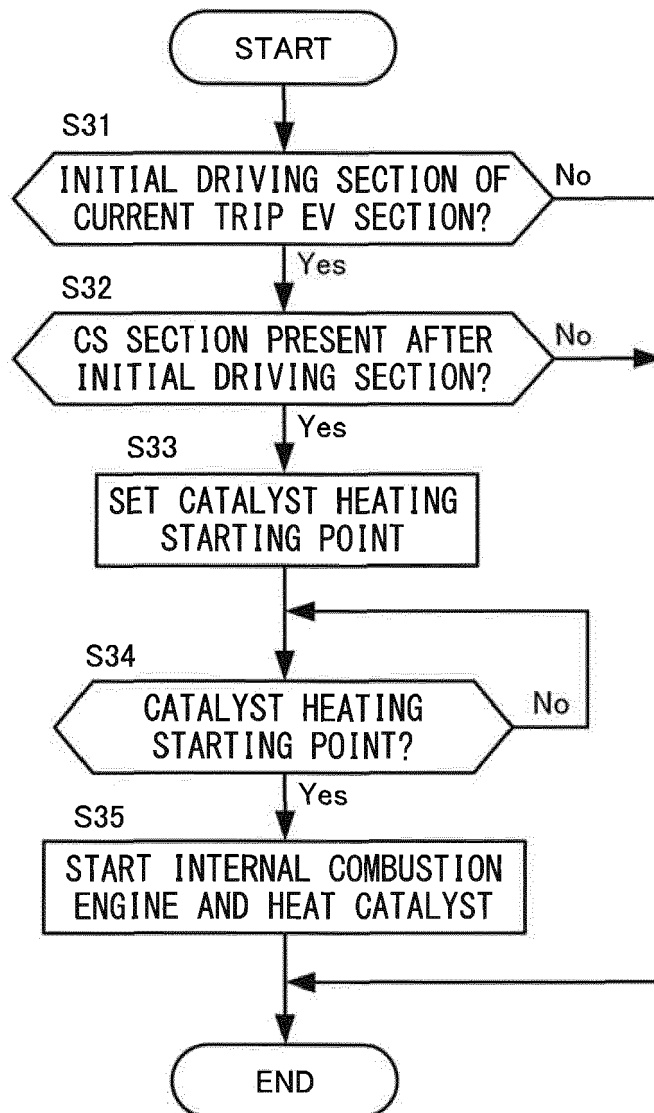 START
S31
INITIAL DRIVING SECTION OF
CURRENT TRIP EV SECTION?
No
Yes
S32
CS SECTION PRESENT AFTER
INITIAL DRIVING SECTION?
No
Yes
S33
SET CATALYST HEATING
STARTING POINT
S34
CATALYST HEATING
STARTING POINT?
No
Yes
S35
START INTERNAL COMBUSTION
ENGINE AND HEAT CATALYST
END